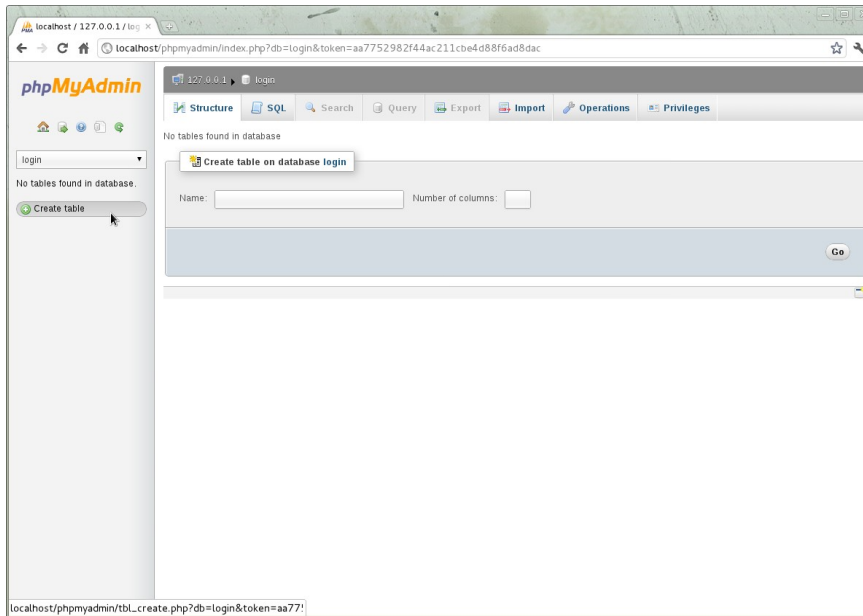 localhost / 127.0.0.1 / log
localhost/phpmyadmin/index.php?db=login&token=aa7752982f44ac211cbe4d88f6ad8dac
phpMyAdmin
127.0.0.1 login
Structure SQL Search Query Export Import Operations Privileges
login
No tables found in database.
Create table
No tables found in database
Create table on database login
Name: Number of columns:
Go
localhost/phpmyadmin/tbl_create.php?db=login&token=aa775